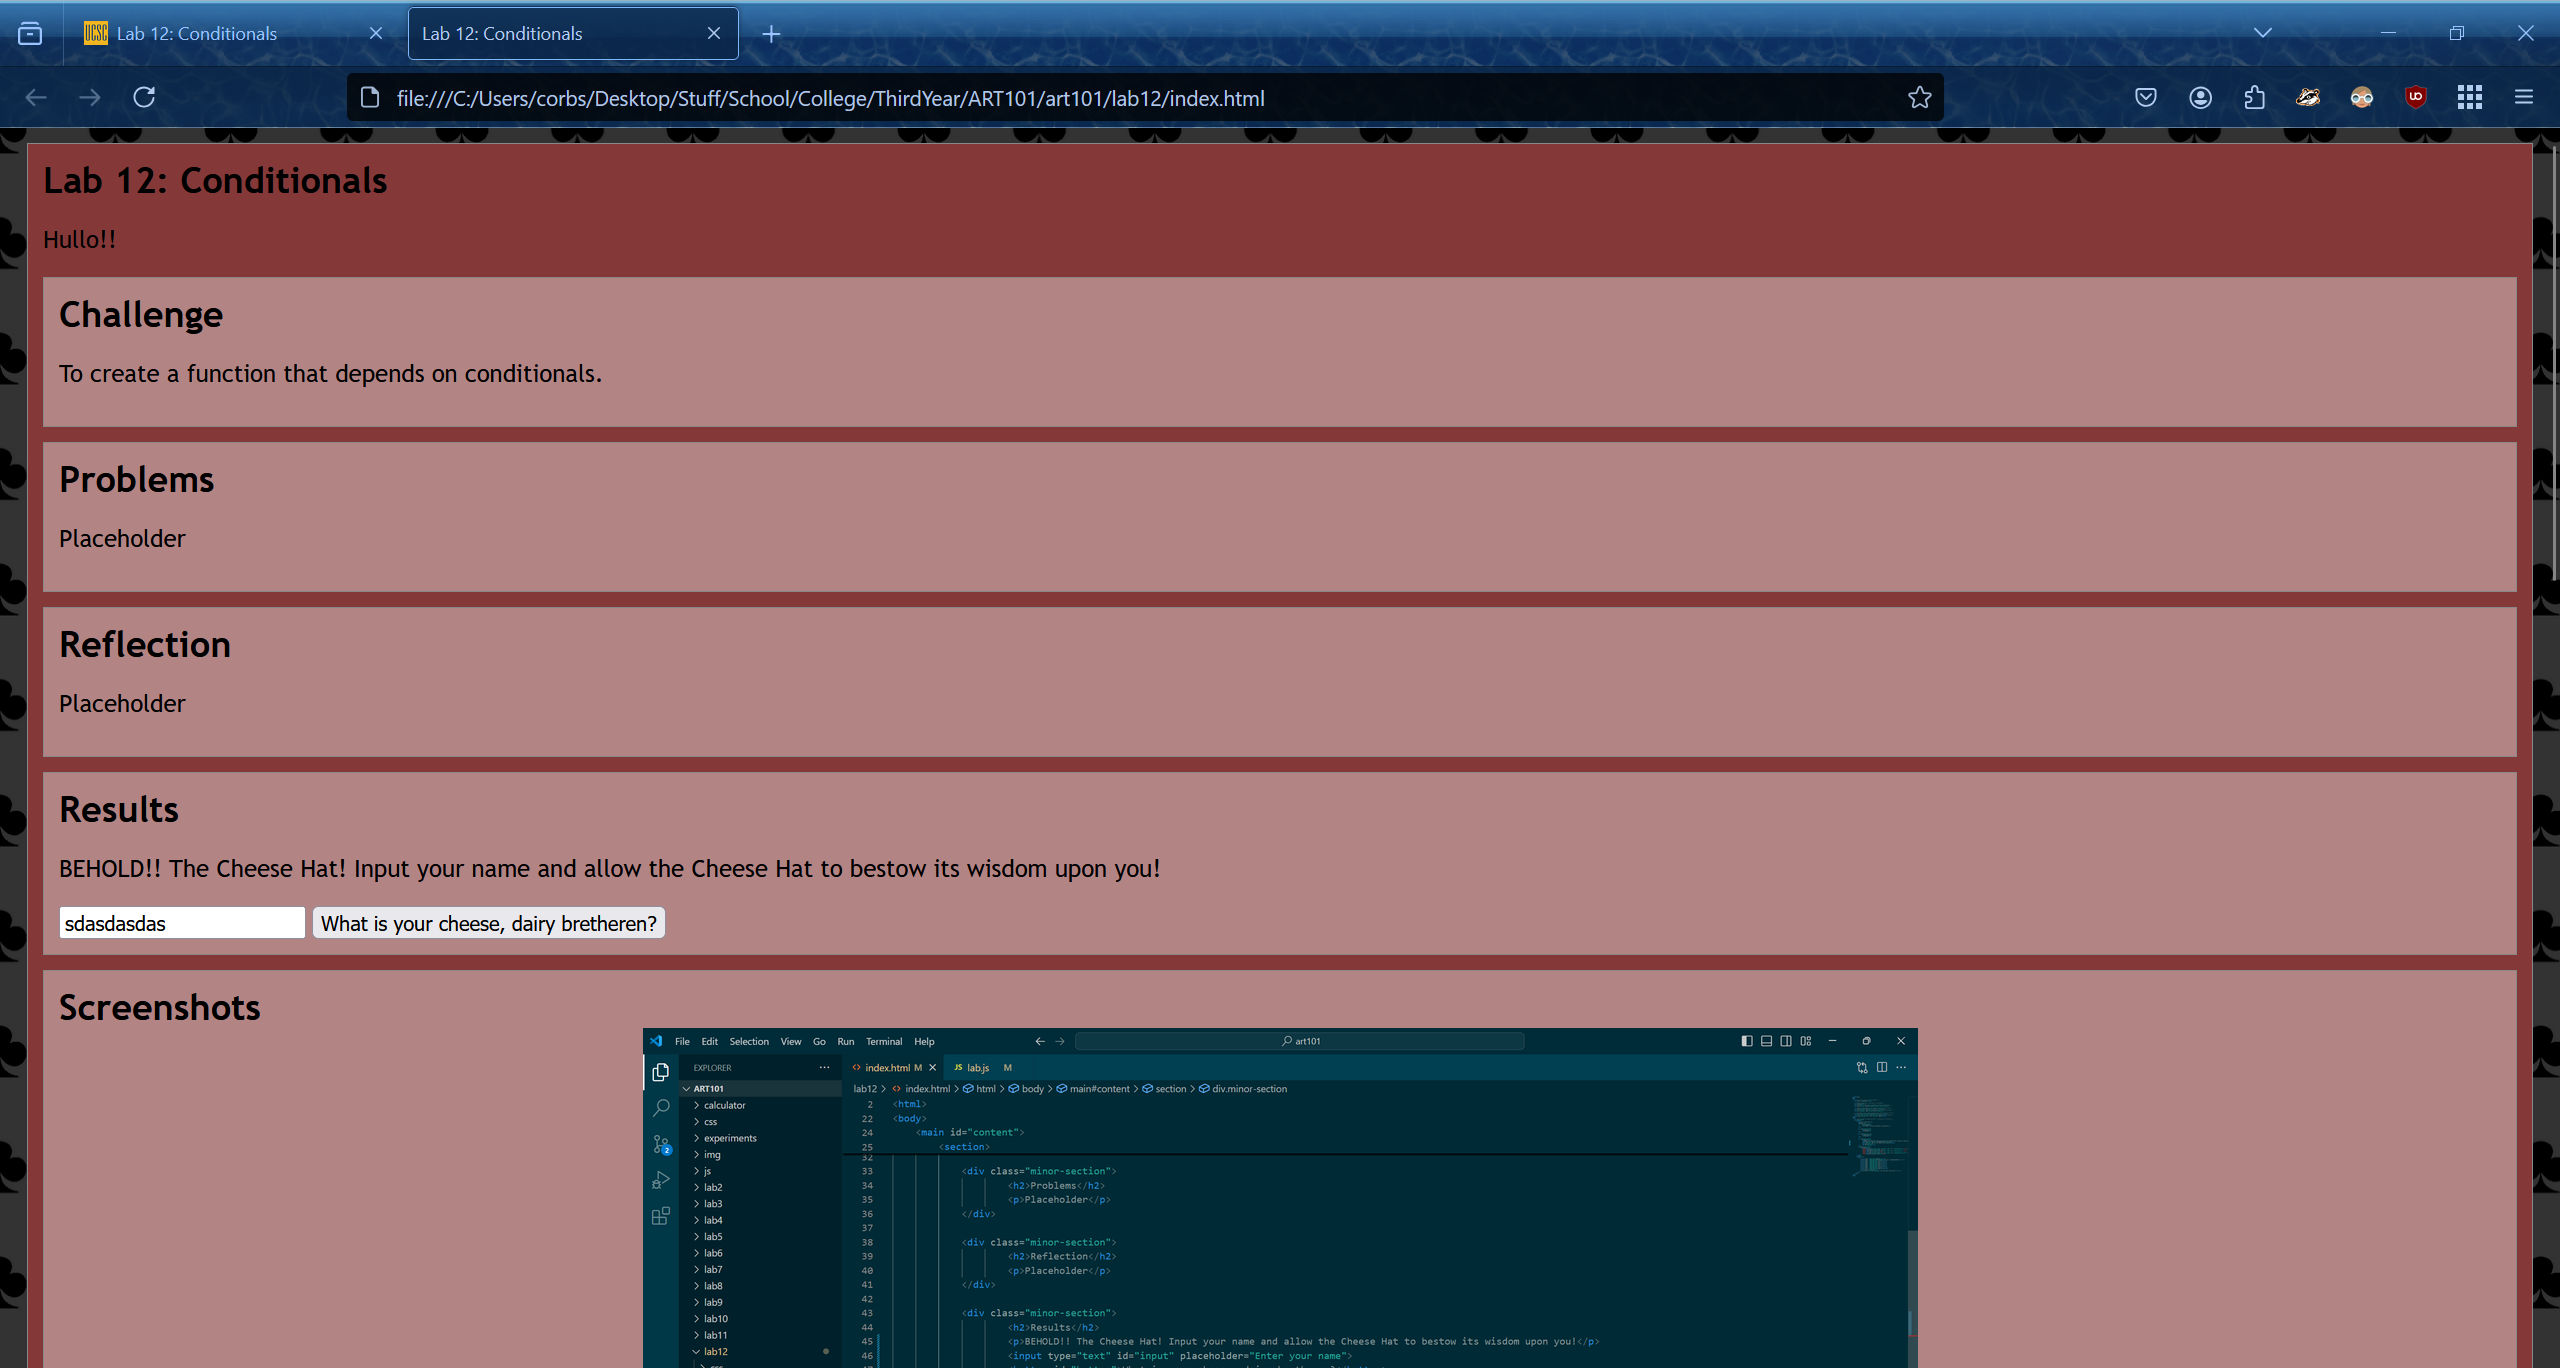 UCSC Lab 12: Conditionals
Lab 12: Conditionals
file:///C:/Users/corbs/Desktop/Stuff/School/College/ThirdYear/ART101/art101/lab12/index.html
Lab 12: Conditionals
Hullo!!
Challenge
To create a function that depends on conditionals.
Problems
Placeholder
Reflection
Placeholder
Results
BEHOLD!! The Cheese Hat! Input your name and allow the Cheese Hat to bestow its wisdom upon you!
sdasdasdas What is your cheese, dairy bretheren?
Screenshots
File Edit Selection View Go Run Terminal Help art101
EXPLORER ··· index.html M JS lab.js M
ART101 lab12 > index.html > html > body > main#content > section > div.minor-section
calculator
css
experiments
img
js
lab2
lab3
lab4
lab5
lab6
lab7
lab8
lab9
lab10
lab11
lab12
2 <html>
22 <body>
24 <main id="content">
25 <section>
32
33 <div class="minor-section">
34 <h2>Problems</h2>
35 <p>Placeholder</p>
36 </div>
37
38 <div class="minor-section">
39 <h2>Reflection</h2>
40 <p>Placeholder</p>
41 </div>
42
43 <div class="minor-section">
44 <h2>Results</h2>
45 <p>BEHOLD!! The Cheese Hat! Input your name and allow the Cheese Hat to bestow its wisdom upon you!</p>
46 <input type="text" id="input" placeholder="Enter your name">